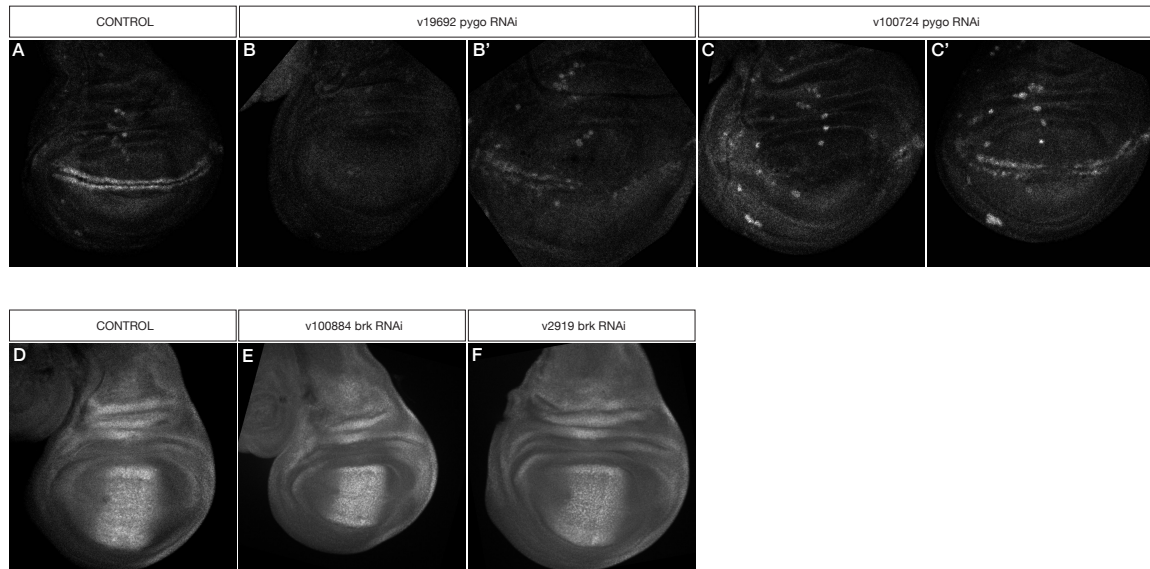 CONTROL
v19692 pygo RNAi
v100724 pygo RNAi
A
B
B'
C
C'
CONTROL
v100884 brk RNAi
v2919 brk RNAi
D
E
F